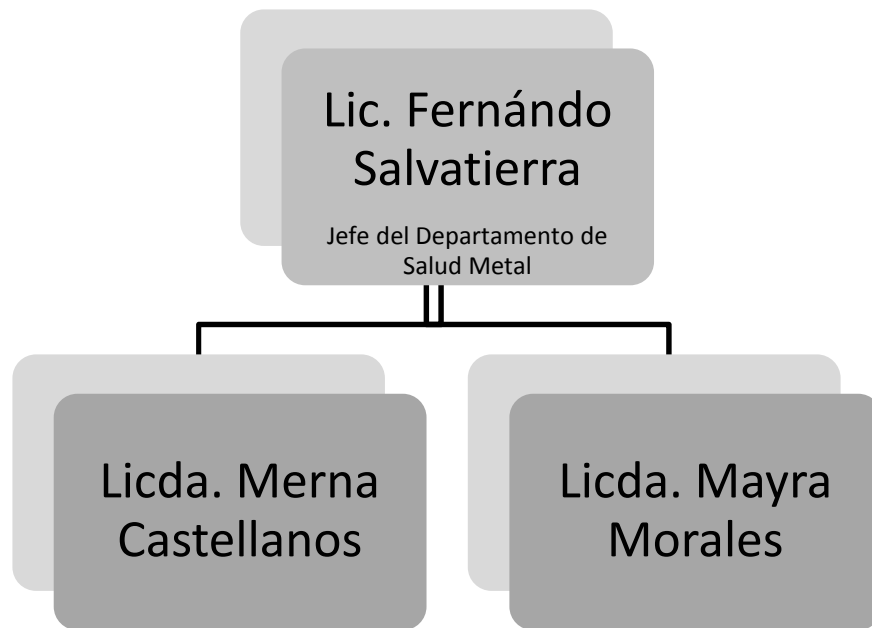 Lic. Fernándo
Salvatierra
Jefe del Departamento de
Salud Metal
Licda. Merna
Castellanos
Licda. Mayra
Morales